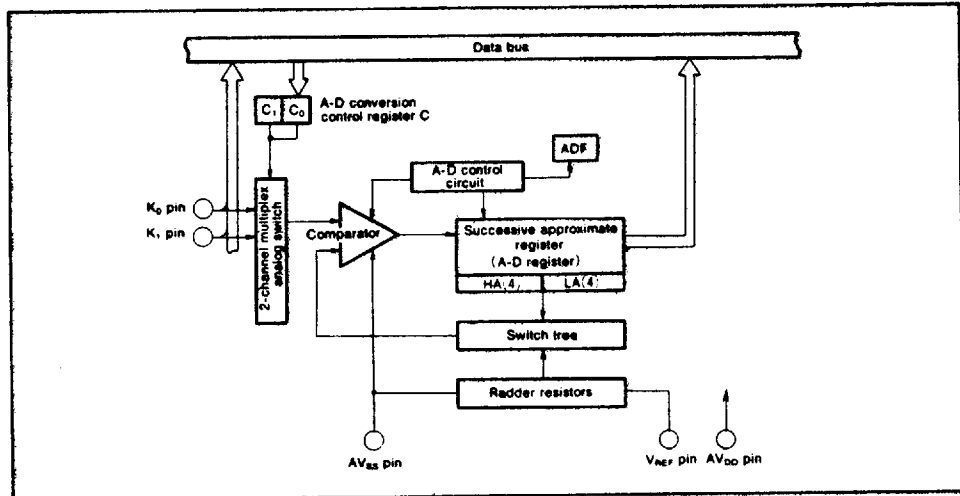 Data bus
C₁ C₀
A-D conversion
control register C
ADF
A-D control
circuit
K₀ pin
K₁ pin
2-channel multiplex
analog switch
Comparator
Successive approximate
register
(A-D register)
HA(4) LA(4)
Switch tree
Radder resistors
AVSS pin
VREF pin
AVDD pin